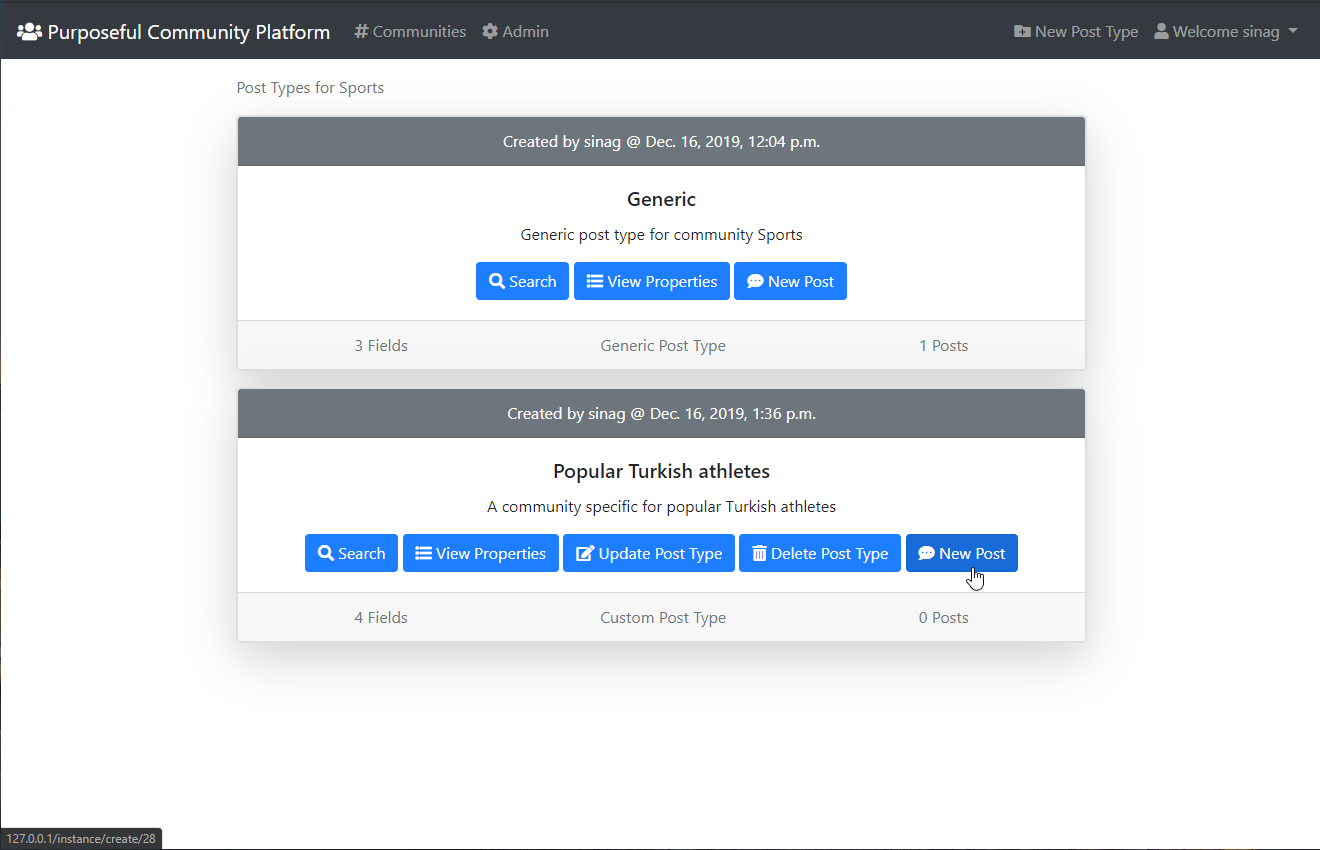 Purposeful Community Platform Communities Admin New Post Type Welcome sinag
Post Types for Sports
Created by sinag @ Dec. 16, 2019, 12:04 p.m.
Generic
Generic post type for community Sports
Search View Properties New Post
3 Fields Generic Post Type 1 Posts
Created by sinag @ Dec. 16, 2019, 1:36 p.m.
Popular Turkish athletes
A community specific for popular Turkish athletes
Search View Properties Update Post Type Delete Post Type New Post
4 Fields Custom Post Type 0 Posts
127.0.0.1/instance/create/28